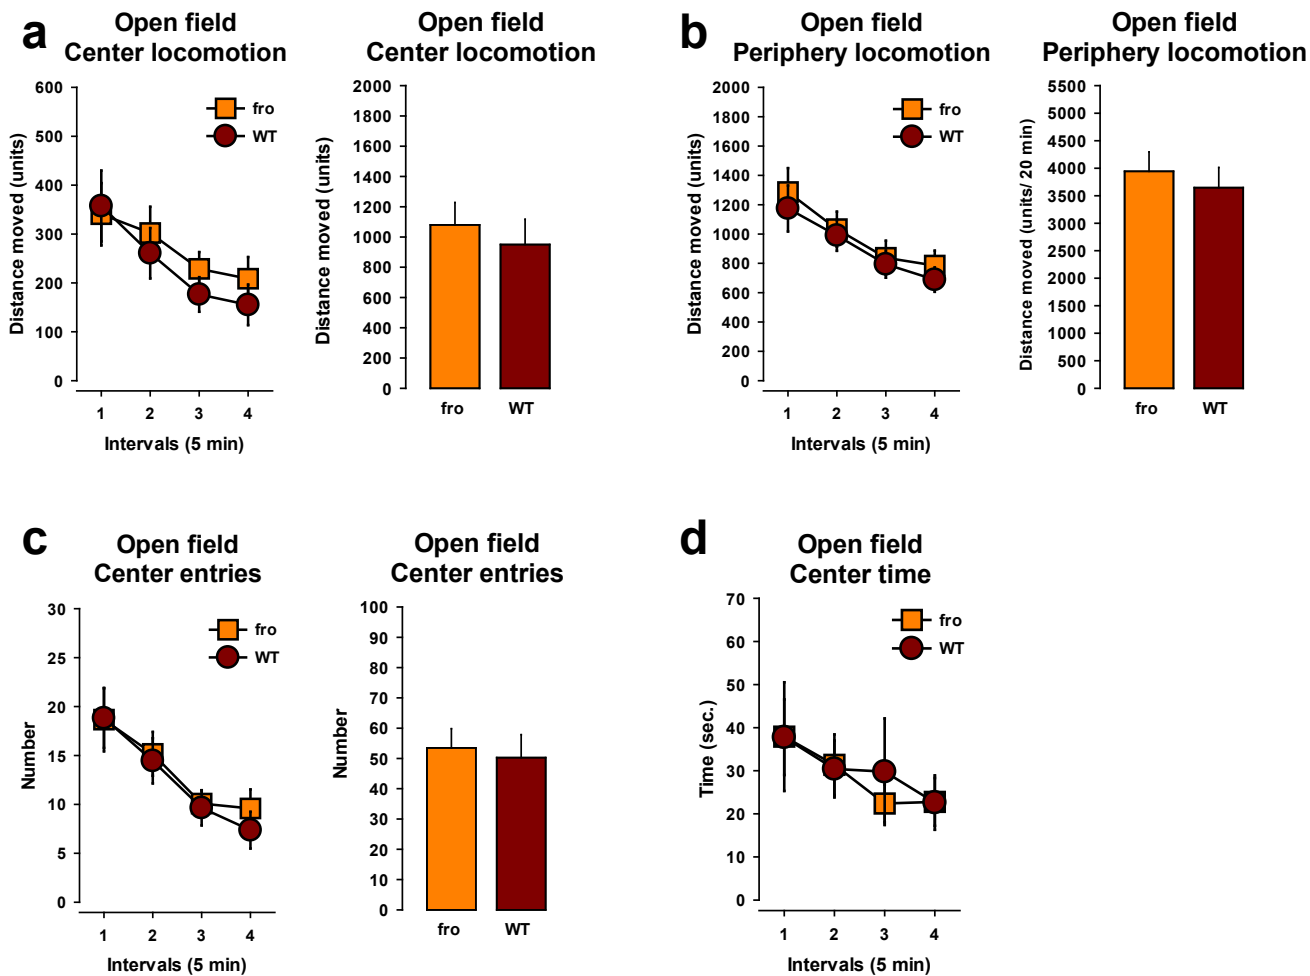 a
Open field
Center locomotion
600
500
400
300
200
100
0
Distance moved (units)
fro
WT
1 2 3 4
Intervals (5 min)
Open field
Center locomotion
2000
1800
1600
1400
1200
1000
800
600
400
200
0
Distance moved (units)
fro WT
b
Open field
Periphery locomotion
2000
1800
1600
1400
1200
1000
800
600
400
200
0
Distance moved (units)
fro
WT
1 2 3 4
Intervals (5 min)
Open field
Periphery locomotion
5500
5000
4500
4000
3500
3000
2500
2000
1500
1000
500
0
Distance moved (units/ 20 min)
fro WT
c
Open field
Center entries
30
25
20
15
10
5
0
Number
fro
WT
1 2 3 4
Intervals (5 min)
Open field
Center entries
100
90
80
70
60
50
40
30
20
10
0
Number
fro WT
d
Open field
Center time
70
60
50
40
30
20
10
0
Time (sec.)
fro
WT
1 2 3 4
Intervals (5 min)